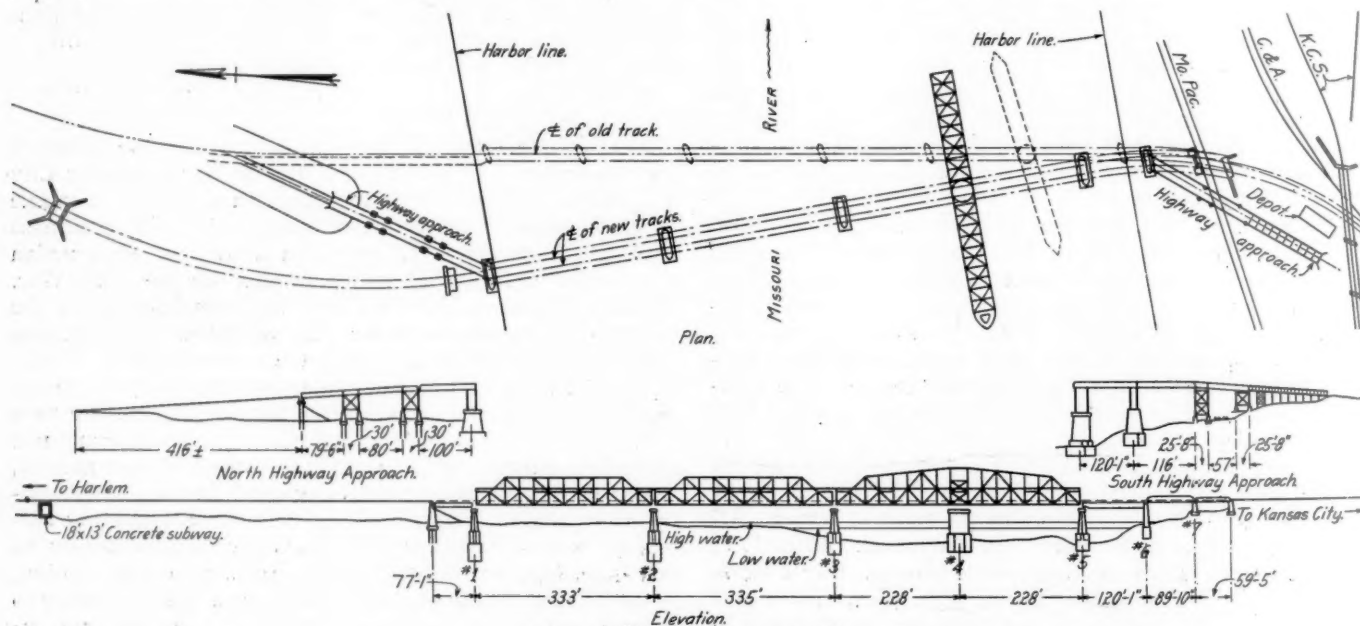 Harbor line.
RIVER
Harbor line.
Mo. Pac.
C. & A.
K.C.S.
℄ of old track.
Highway approach.
℄ of new tracks.
Highway approach.
Depot.
MISSOURI
Plan.
416'±
79'-6"
30'
80'
30'
100'
North Highway Approach.
120'-1"
116'
25'-8"
57'
25'-8"
South Highway Approach.
To Harlem.
18'x13' Concrete subway.
High water.
Low water.
To Kansas City.
#1
#2
#3
#4
#5
#6
#7
77'-1"
333'
335'
228'
228'
120'-1"
89'-10"
59'-5"
Elevation.